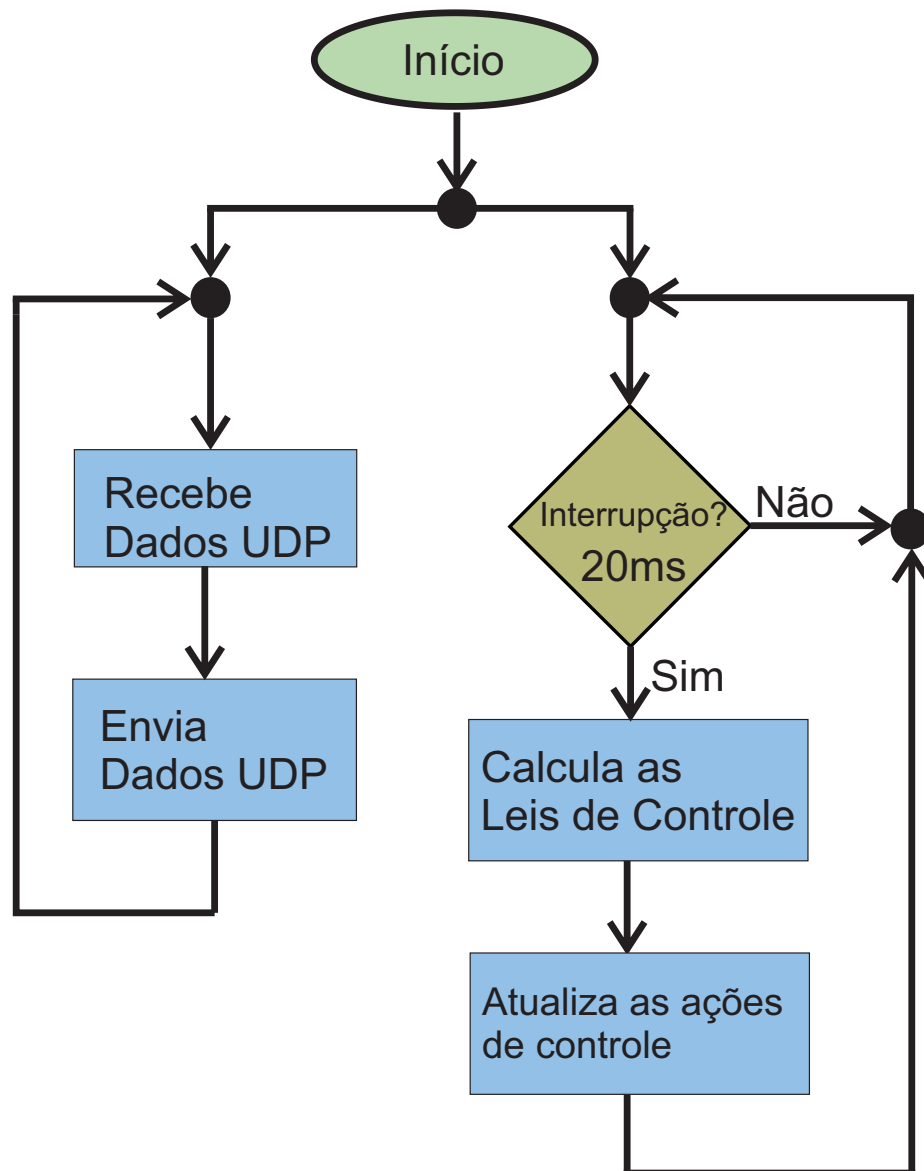 Início
Recebe
Dados UDP
Envia
Dados UDP
Interrupção?
20ms
Não
Sim
Calcula as
Leis de Controle
Atualiza as ações
de controle